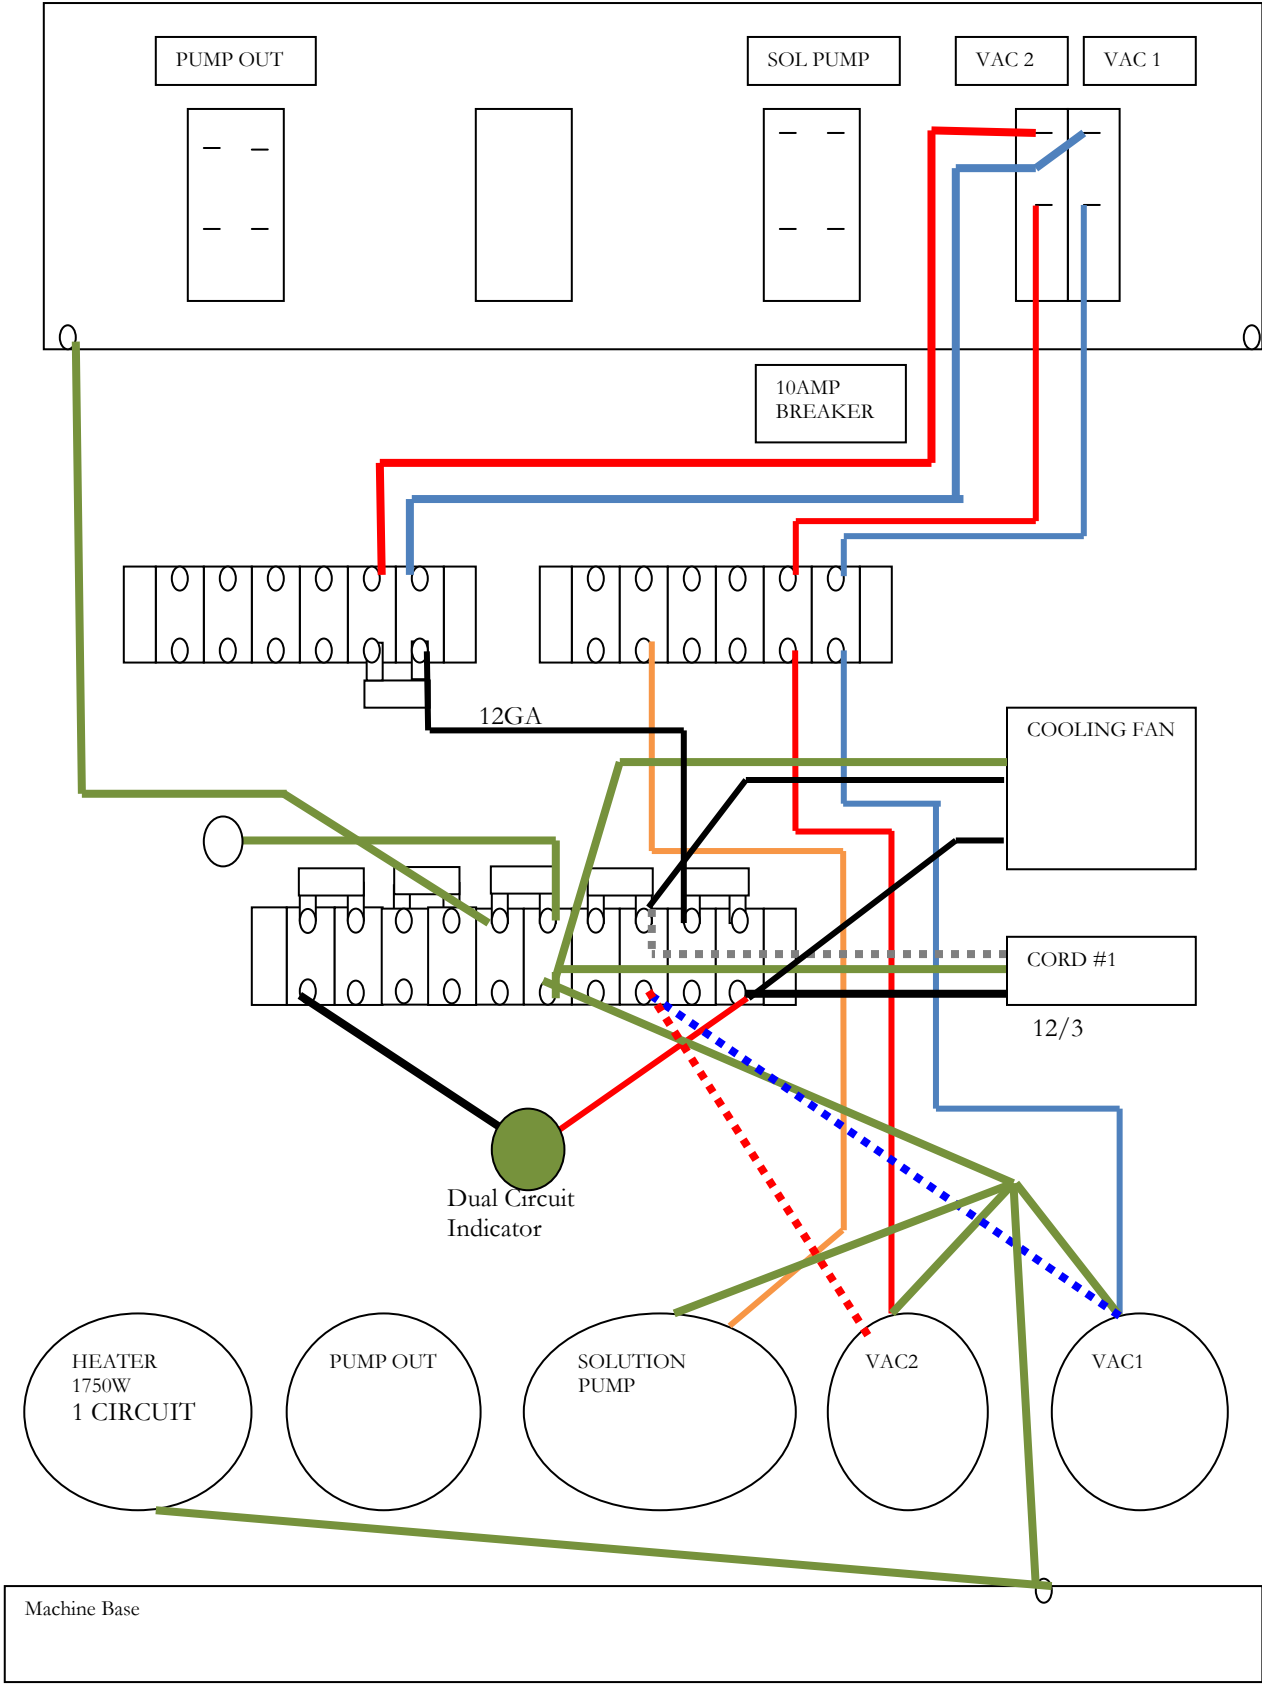 PUMP OUT
SOL PUMP
VAC 2
VAC 1
10AMP
BREAKER
12GA
COOLING FAN
CORD #1
12/3
Dual Circuit
Indicator
HEATER
1750W
1 CIRCUIT
PUMP OUT
SOLUTION
PUMP
VAC2
VAC1
Machine Base